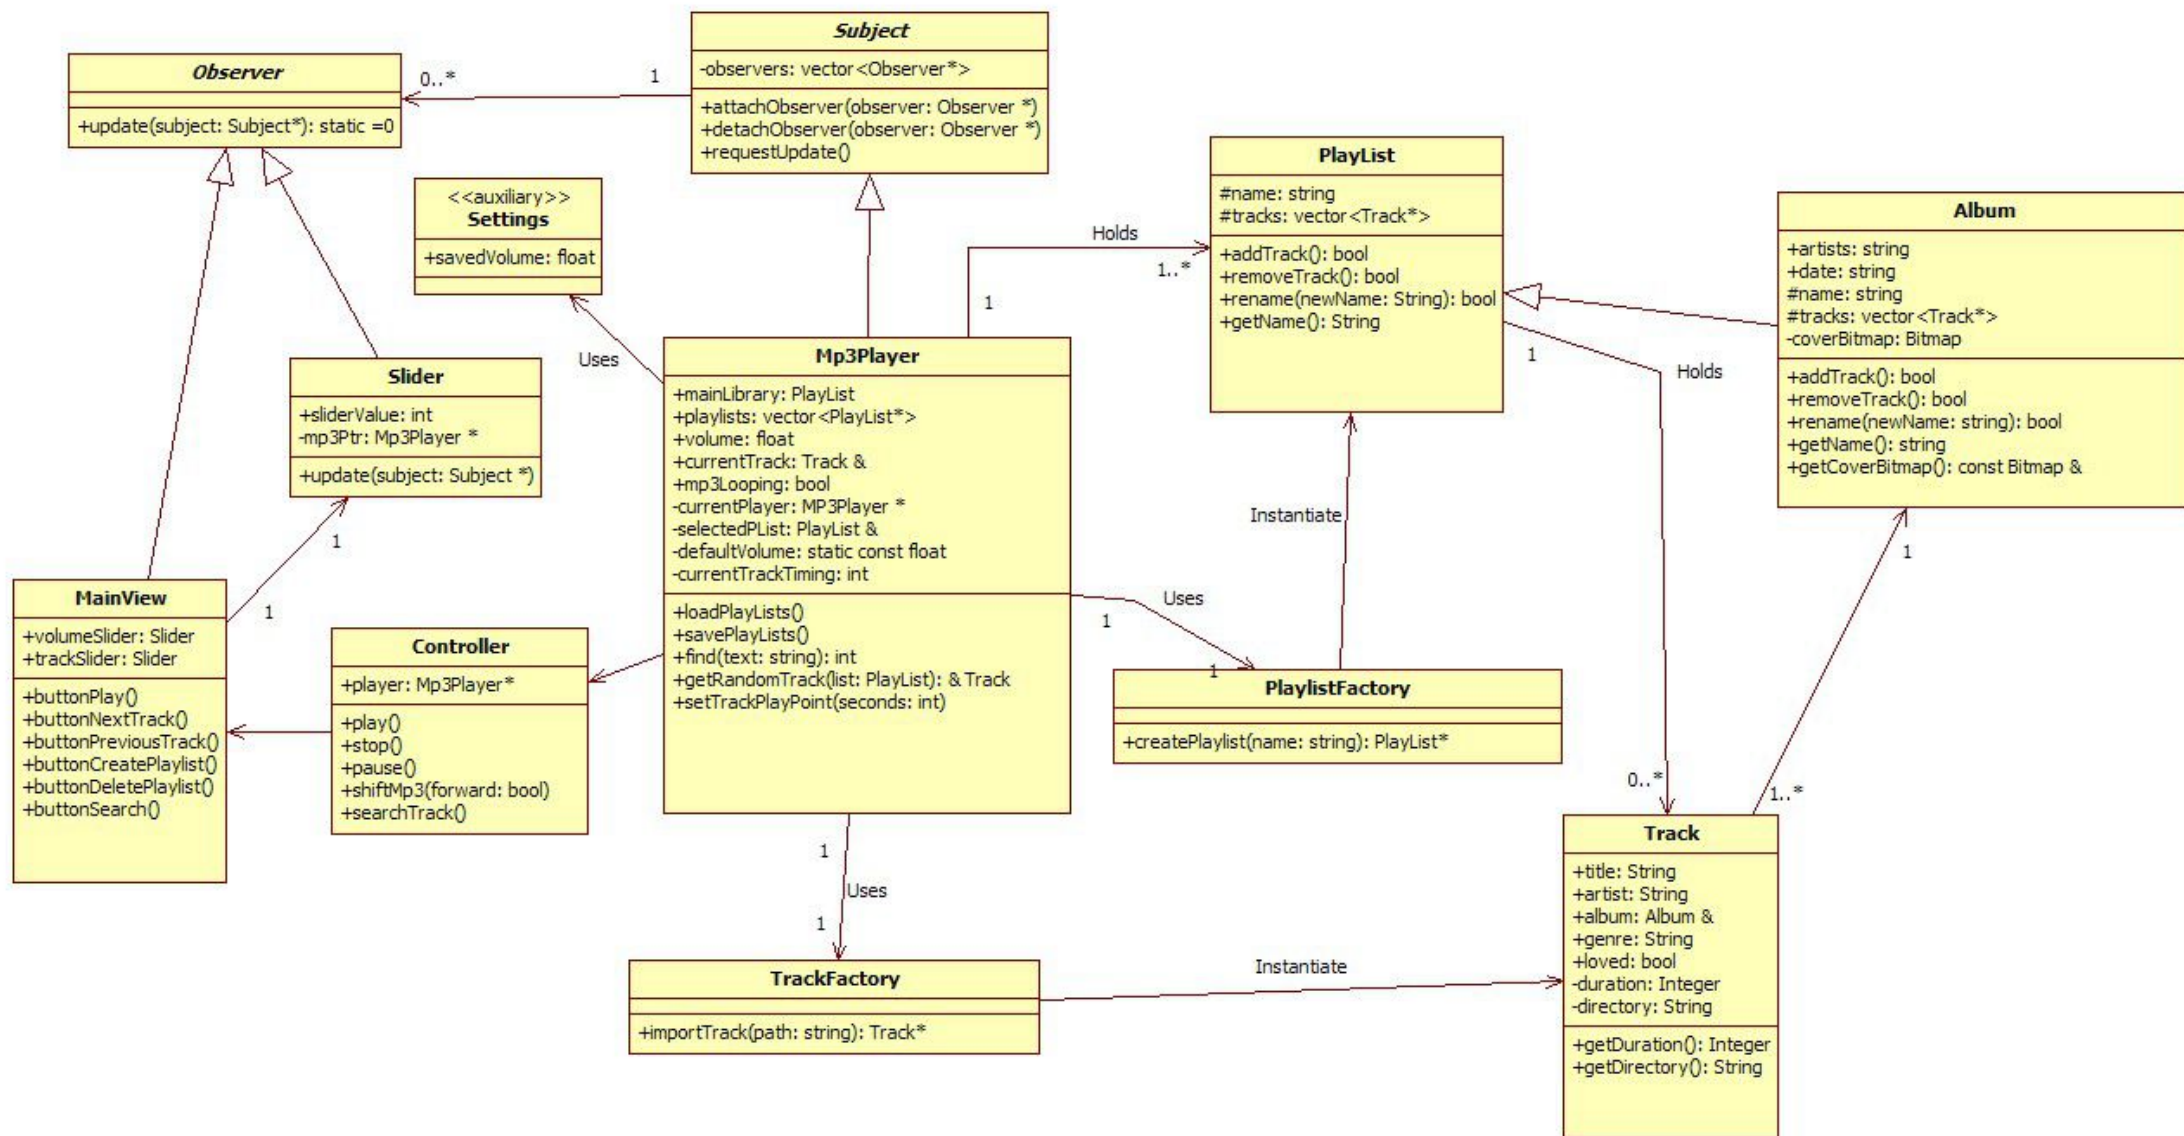 Observer
+update(subject: Subject*): static =0
0..*
1
Subject
-observers: vector<Observer*>
+attachObserver(observer: Observer *)
+detachObserver(observer: Observer *)
+requestUpdate()
<<auxiliary>>
Settings
+savedVolume: float
Uses
Holds
1..*
1
PlayList
#name: string
#tracks: vector<Track*>
+addTrack(): bool
+removeTrack(): bool
+rename(newName: String): bool
+getName(): String
1
Holds
0..*
Album
+artists: string
+date: string
#name: string
#tracks: vector<Track*>
-coverBitmap: Bitmap
+addTrack(): bool
+removeTrack(): bool
+rename(newName: string): bool
+getName(): string
+getCoverBitmap(): const Bitmap &
1
1..*
Slider
+sliderValue: int
-mp3Ptr: Mp3Player *
+update(subject: Subject *)
1
1
Mp3Player
+mainLibrary: PlayList
+playlists: vector<PlayList*>
+volume: float
+currentTrack: Track &
+mp3Looping: bool
-currentPlayer: MP3Player *
-selectedPList: PlayList &
-defaultVolume: static const float
-currentTrackTiming: int
+loadPlayLists()
+savePlayLists()
+find(text: string): int
+getRandomTrack(list: PlayList): & Track
+setTrackPlayPoint(seconds: int)
Instantiate
MainView
+volumeSlider: Slider
+trackSlider: Slider
+buttonPlay()
+buttonNextTrack()
+buttonPreviousTrack()
+buttonCreatePlaylist()
+buttonDeletePlaylist()
+buttonSearch()
Controller
+player: Mp3Player*
+play()
+stop()
+pause()
+shiftMp3(forward: bool)
+searchTrack()
1
Uses
1
PlaylistFactory
+createPlaylist(name: string): PlayList*
1
Uses
1
TrackFactory
+importTrack(path: string): Track*
Instantiate
Track
+title: String
+artist: String
+album: Album &
+genre: String
+loved: bool
-duration: Integer
-directory: String
+getDuration(): Integer
+getDirectory(): String